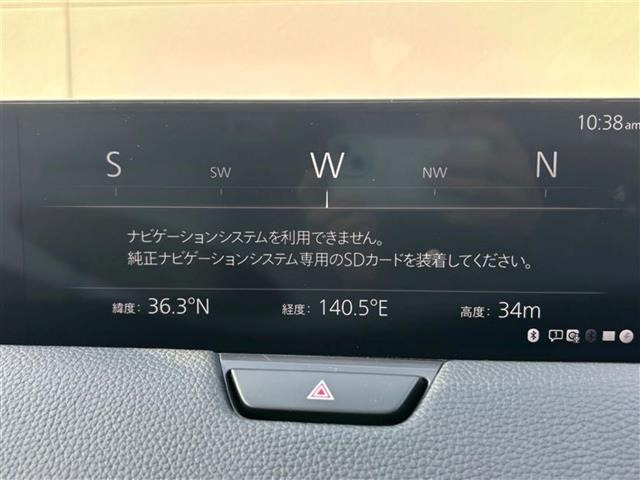 10:38am
S SW W NW N
ナビゲーションシステムを利用できません。
純正ナビゲーションシステム専用のSDカードを装着してください。
緯度: 36.3°N 経度: 140.5°E 高度: 34m